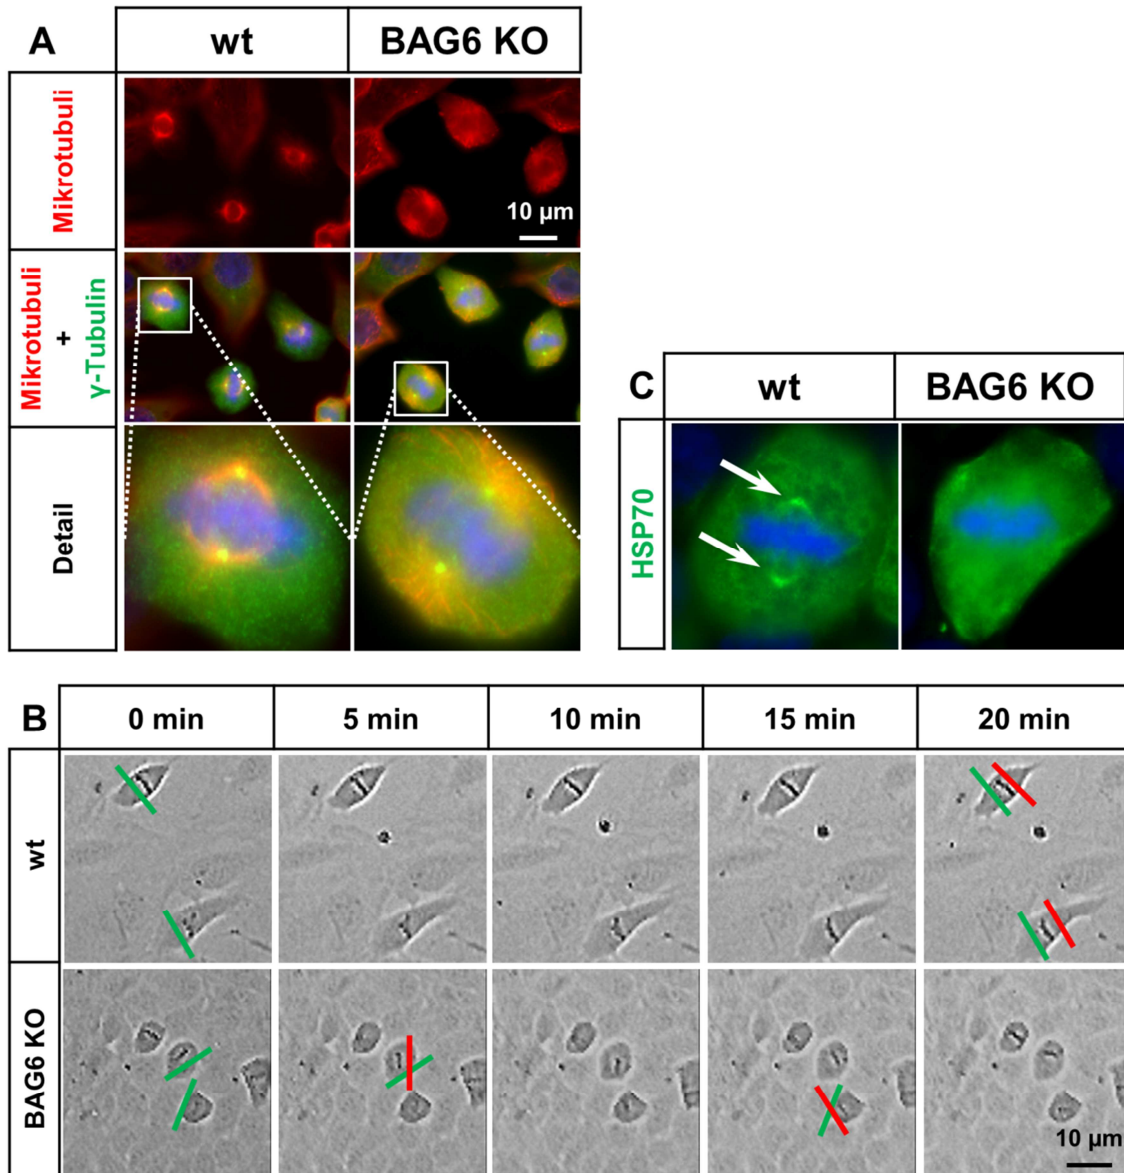 A
wt
BAG6 KO
Mikrotubuli
10 µm
Mikrotubuli
+
γ-Tubulin
Detail
C
wt
BAG6 KO
HSP70
B
0 min
5 min
10 min
15 min
20 min
wt
BAG6 KO
10 µm